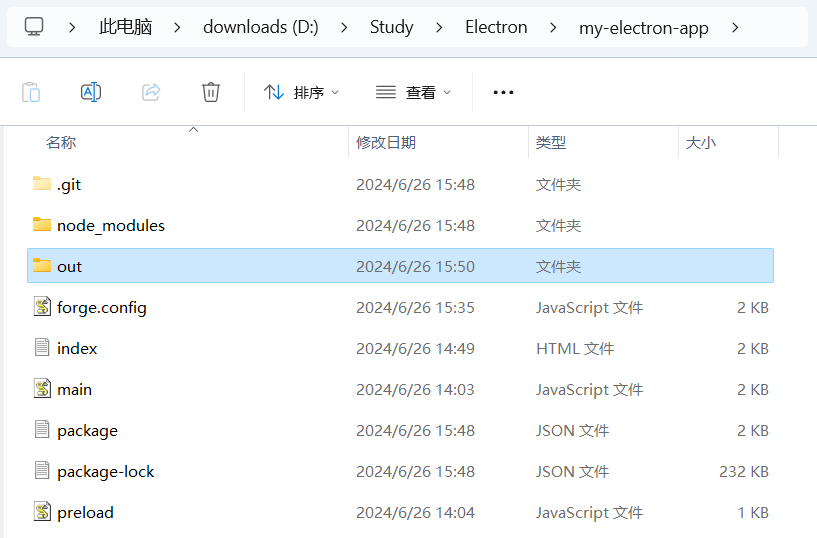 此电脑 > downloads (D:) > Study > Electron > my-electron-app >
A 排序 查看 •••
名称 修改日期 类型 大小
.git 2024/6/26 15:48 文件夹
node_modules 2024/6/26 15:48 文件夹
out 2024/6/26 15:50 文件夹
forge.config 2024/6/26 15:35 JavaScript 文件 2 KB
index 2024/6/26 14:49 HTML 文件 2 KB
main 2024/6/26 14:03 JavaScript 文件 2 KB
package 2024/6/26 15:48 JSON 文件 2 KB
package-lock 2024/6/26 15:48 JSON 文件 232 KB
preload 2024/6/26 14:04 JavaScript 文件 1 KB